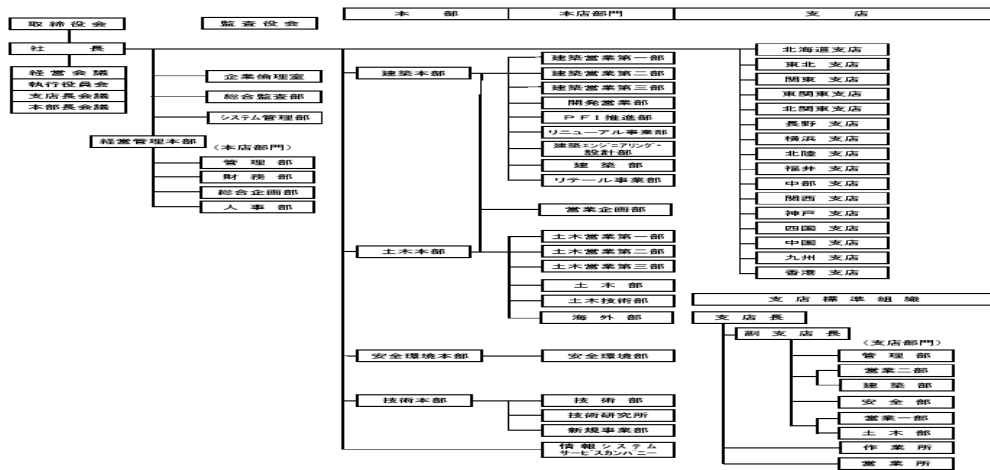 取締役会
監査役会
本部
本店部門
支店
社長
経営会議
執行役員会
支店長会議
本部長会議
企業倫理室
総合監査部
システム管理部
経営管理本部
（本店部門）
管理部
財務部
総合企画部
人事部
建築本部
建築営業第一部
建築営業第二部
建築営業第三部
開発営業部
ＰＦＩ推進部
リニューアル事業部
建築エンジニアリング・
設計部
建築部
リテール事業部
営業企画部
土木本部
土木営業第一部
土木営業第二部
土木営業第三部
土木部
土木技術部
海外部
安全環境本部
安全環境部
技術本部
技術部
技術研究所
新規事業部
情報システム
サービスカンパニー
北海道支店
東北支店
関東支店
東関東支店
北関東支店
長野支店
横浜支店
北陸支店
福井支店
中部支店
関西支店
神戸支店
四国支店
中国支店
九州支店
香港支店
支店標準組織
支店長
副支店長
（支店部門）
管理部
営業二部
建築部
安全部
営業一部
土木部
作業所
営業所